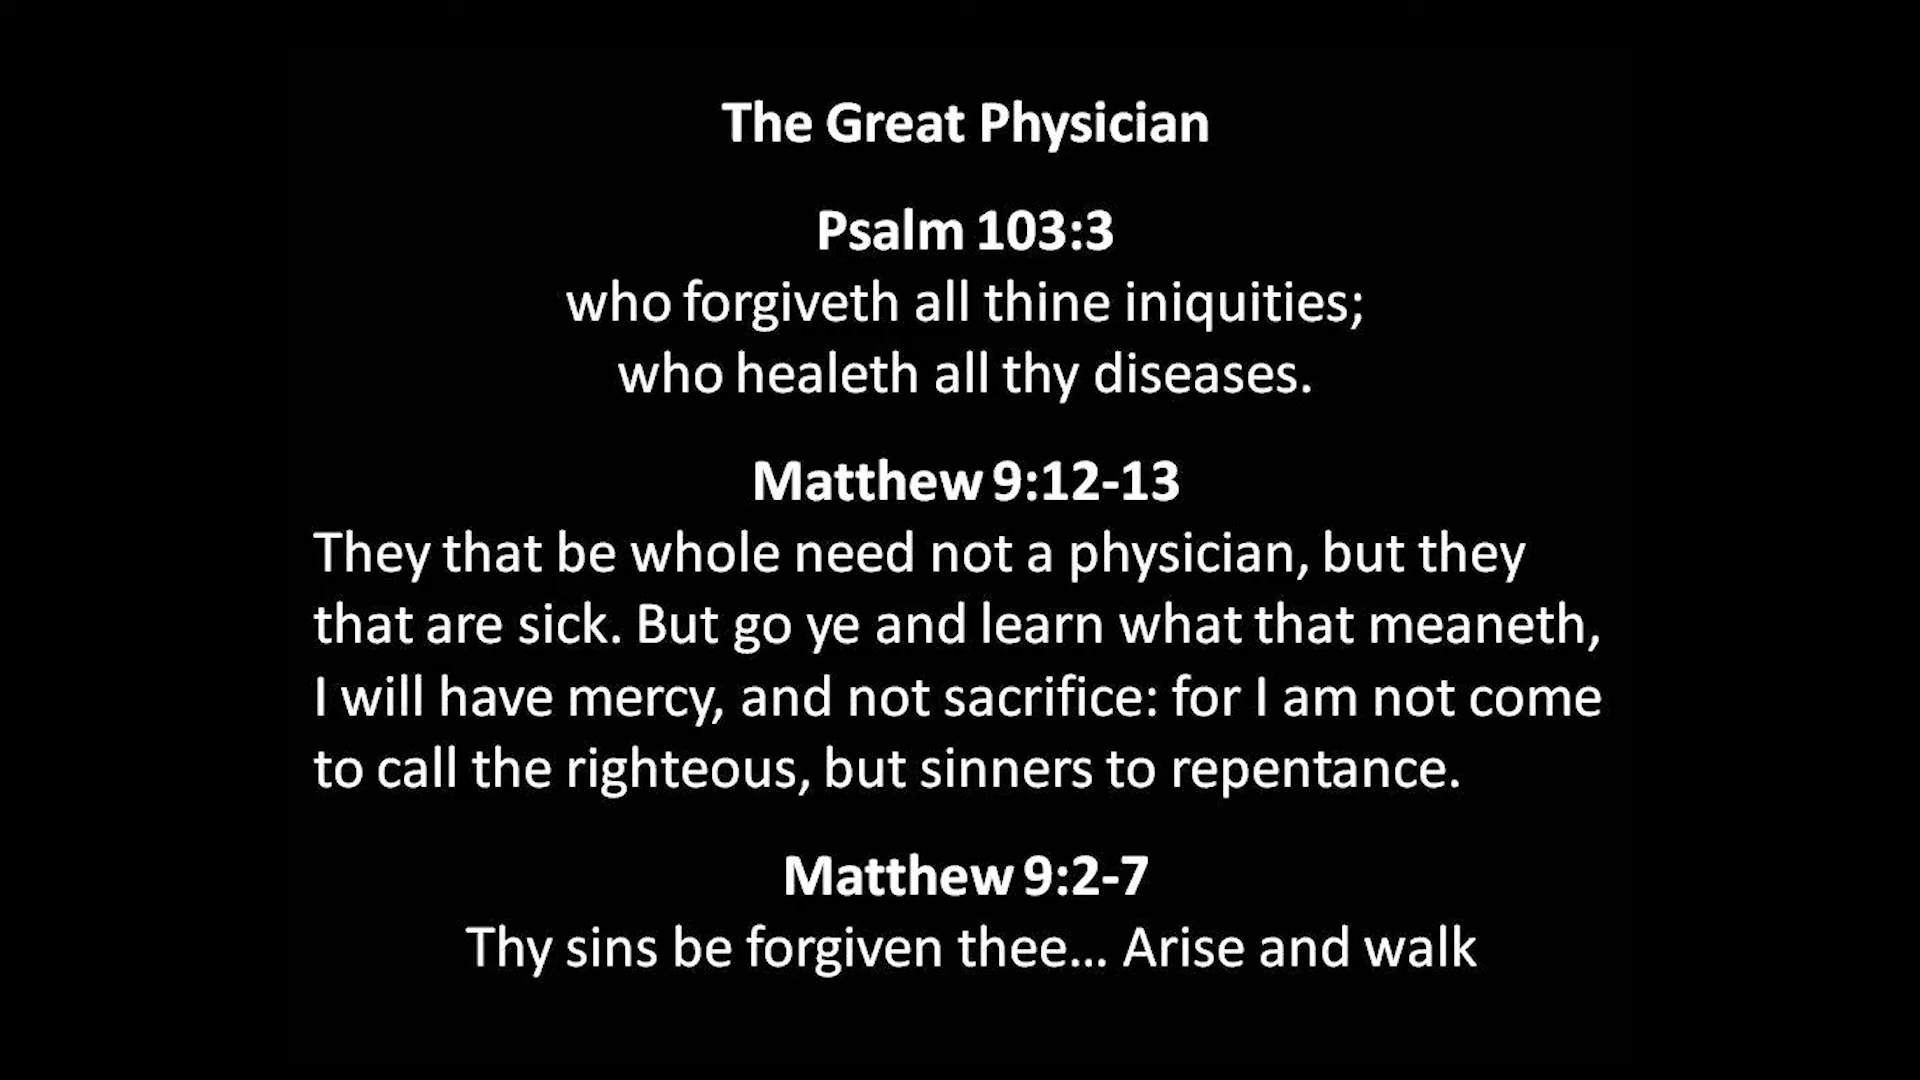 The Great Physician
Psalm 103:3
who forgiveth all thine iniquities;
who healeth all thy diseases.
Matthew 9:12-13
They that be whole need not a physician, but they
that are sick. But go ye and learn what that meaneth,
I will have mercy, and not sacrifice: for I am not come
to call the righteous, but sinners to repentance.
Matthew 9:2-7
Thy sins be forgiven thee... Arise and walk